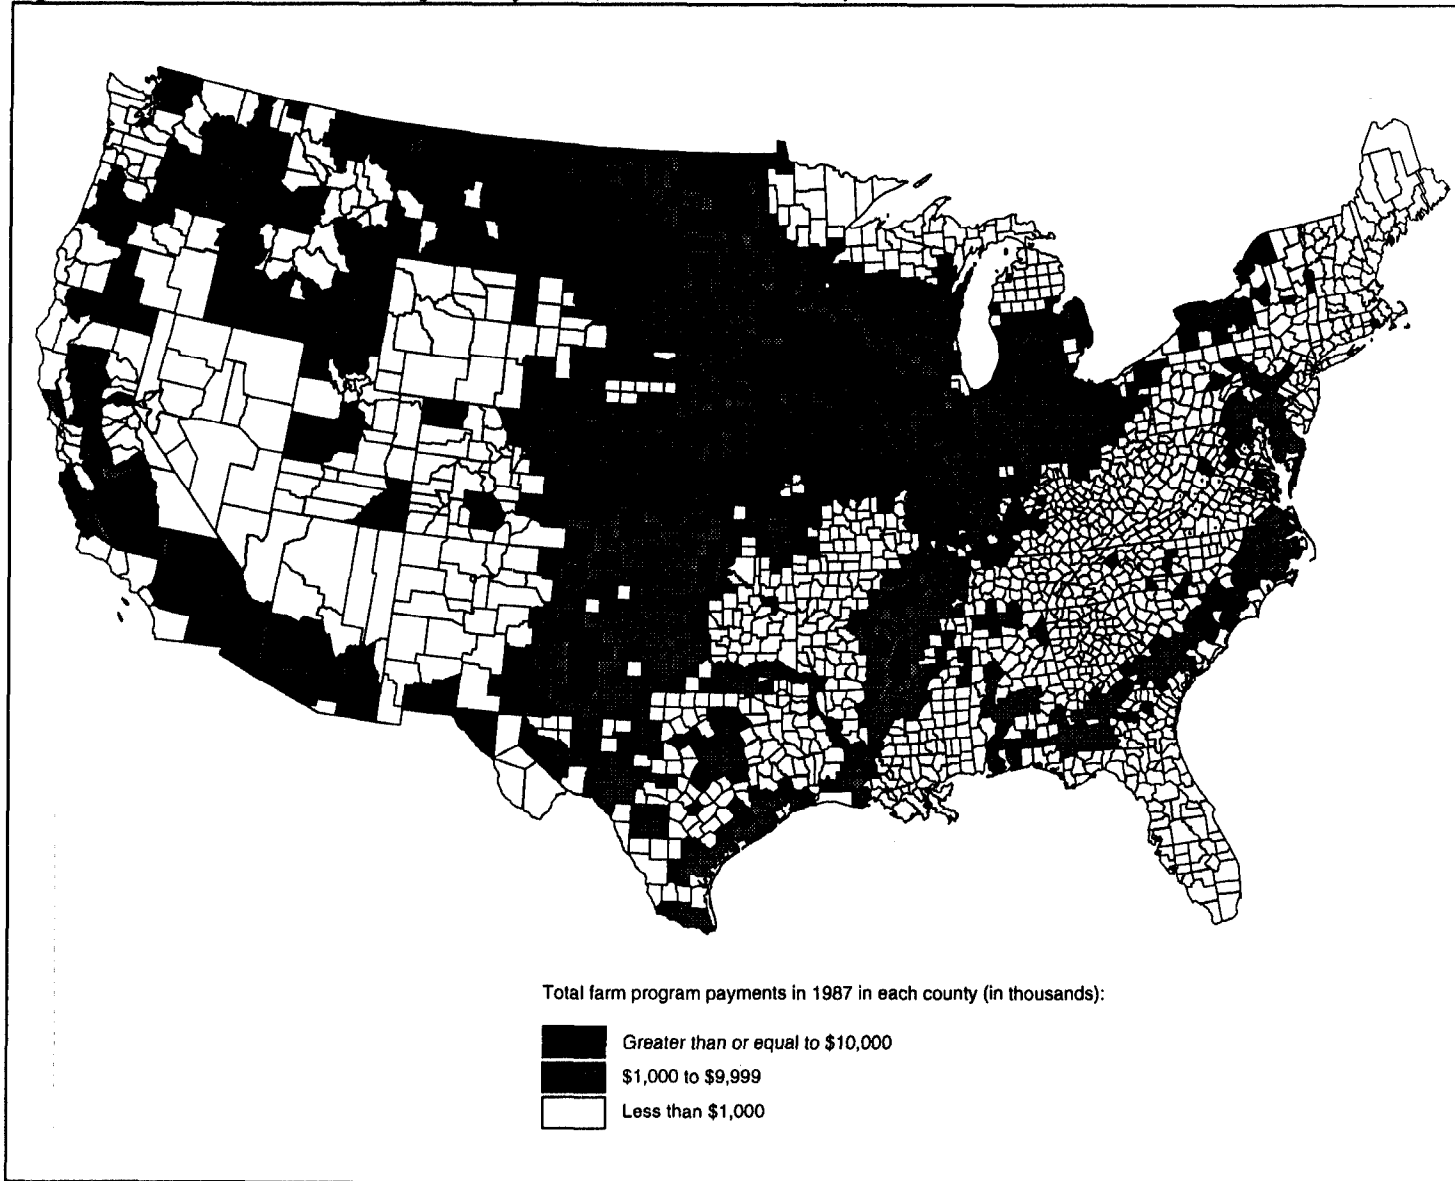 Total farm program payments in 1987 in each county (in thousands):
Greater than or equal to $10,000
$1,000 to $9,999
Less than $1,000